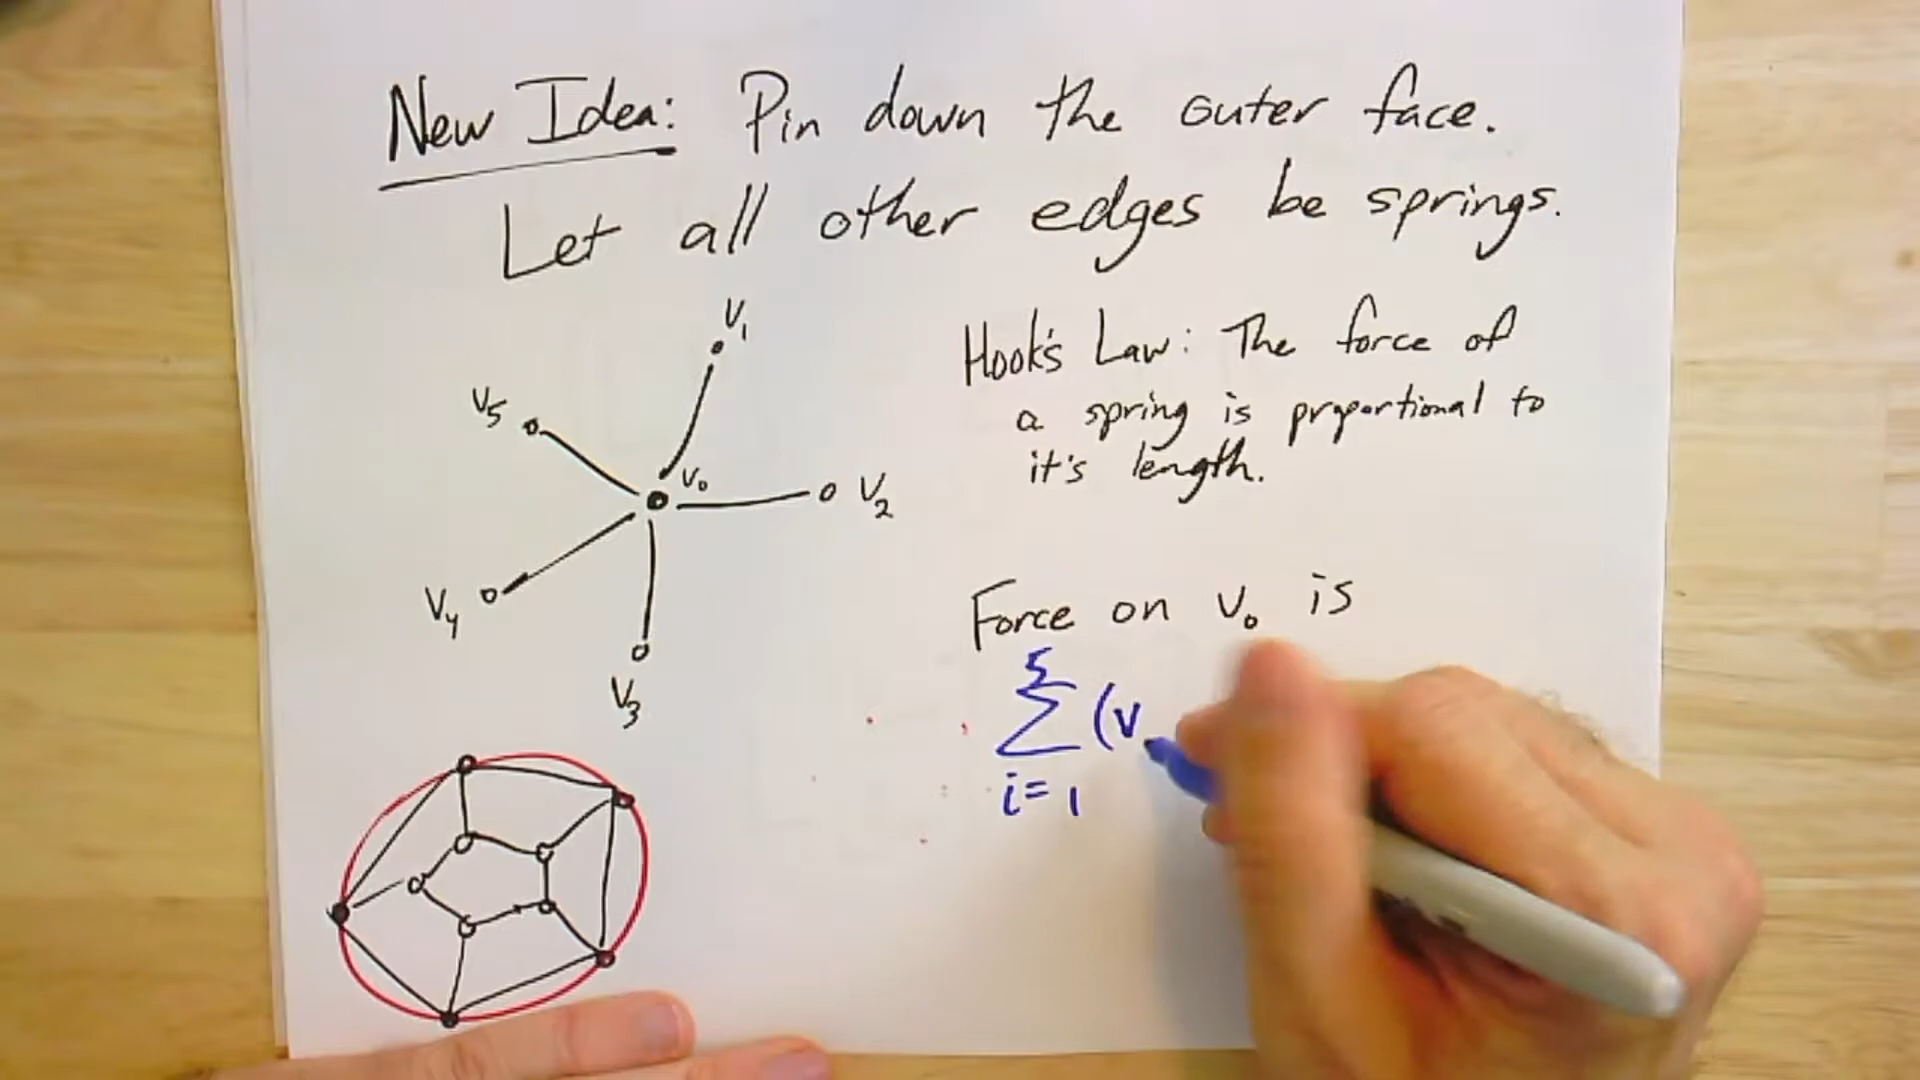 New Idea: Pin down the outer face.
Let all other edges be springs.
V1
V5
V0
V2
V4
V3
Hook's Law: The force of
a spring is prportional to
it's length.
Force on V0 is
5
∑ (v
i= 1